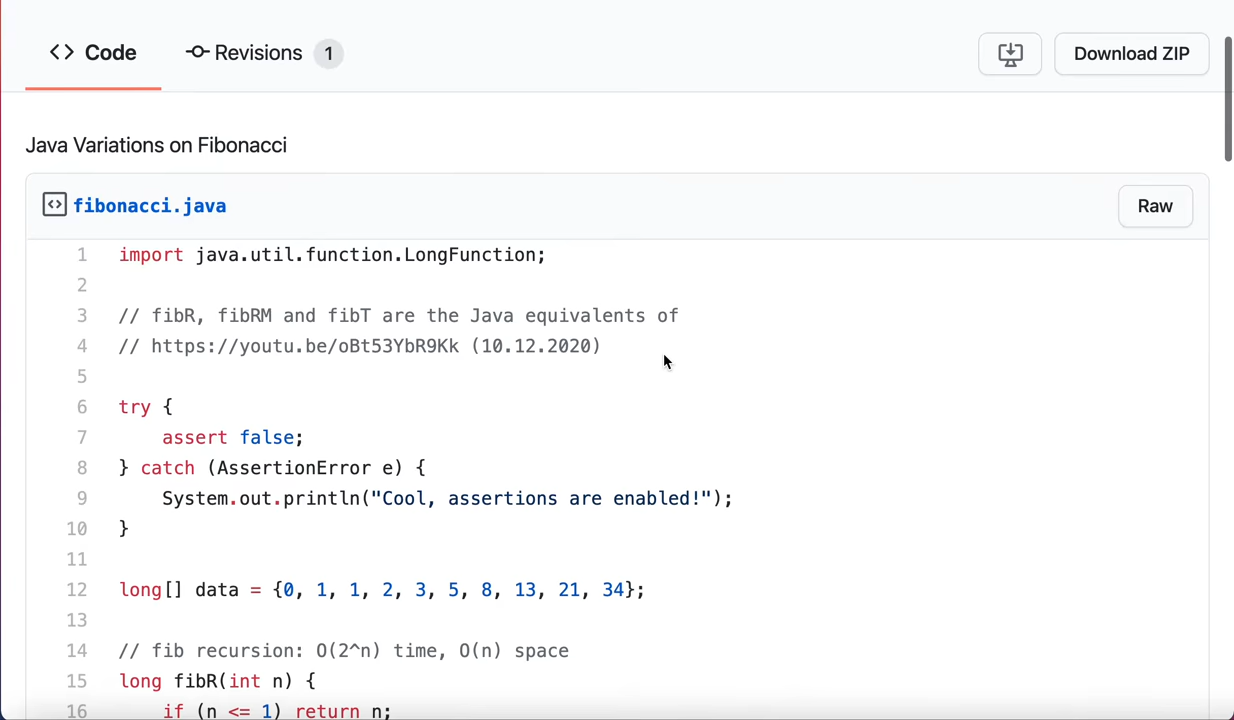 Code Revisions 1 Download ZIP
Java Variations on Fibonacci
fibonacci.java Raw
1 import java.util.function.LongFunction;
2
3 // fibR, fibRM and fibT are the Java equivalents of
4 // https://youtu.be/oBt53YbR9Kk (10.12.2020)
5
6 try {
7 assert false;
8 } catch (AssertionError e) {
9 System.out.println("Cool, assertions are enabled!");
10 }
11
12 long[] data = {0, 1, 1, 2, 3, 5, 8, 13, 21, 34};
13
14 // fib recursion: O(2^n) time, O(n) space
15 long fibR(int n) {
16 if (n <= 1) return n;